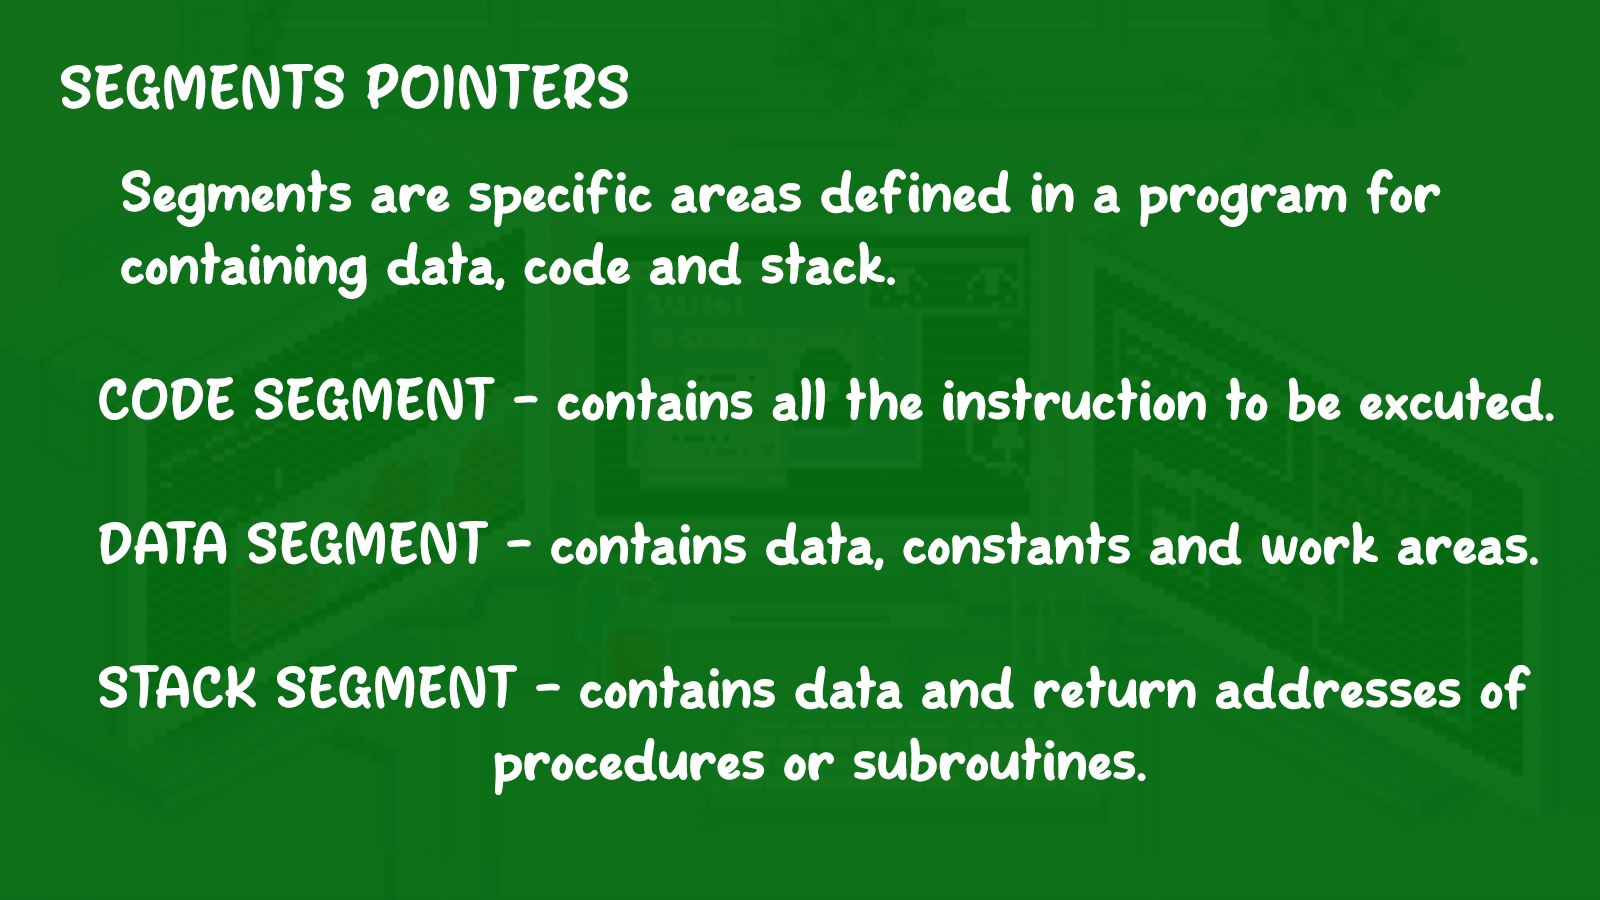 SEGMENTS POINTERS
Segments are specific areas defined in a program for
containing data, code and stack.
CODE SEGMENT - contains all the instruction to be excuted.
DATA SEGMENT - contains data, constants and work areas.
STACK SEGMENT - contains data and return addresses of
procedures or subroutines.